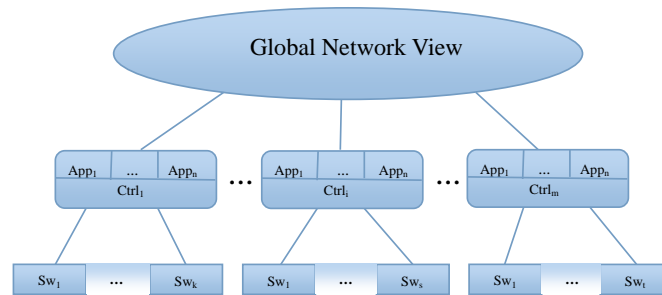 Global Network View
App1 ... Appn ... App1 ... Appn ... App1 ... Appn
Ctrl1 Ctrli Ctrlm
Sw1 ... Swk Sw1 ... Sws Sw1 ... Swt